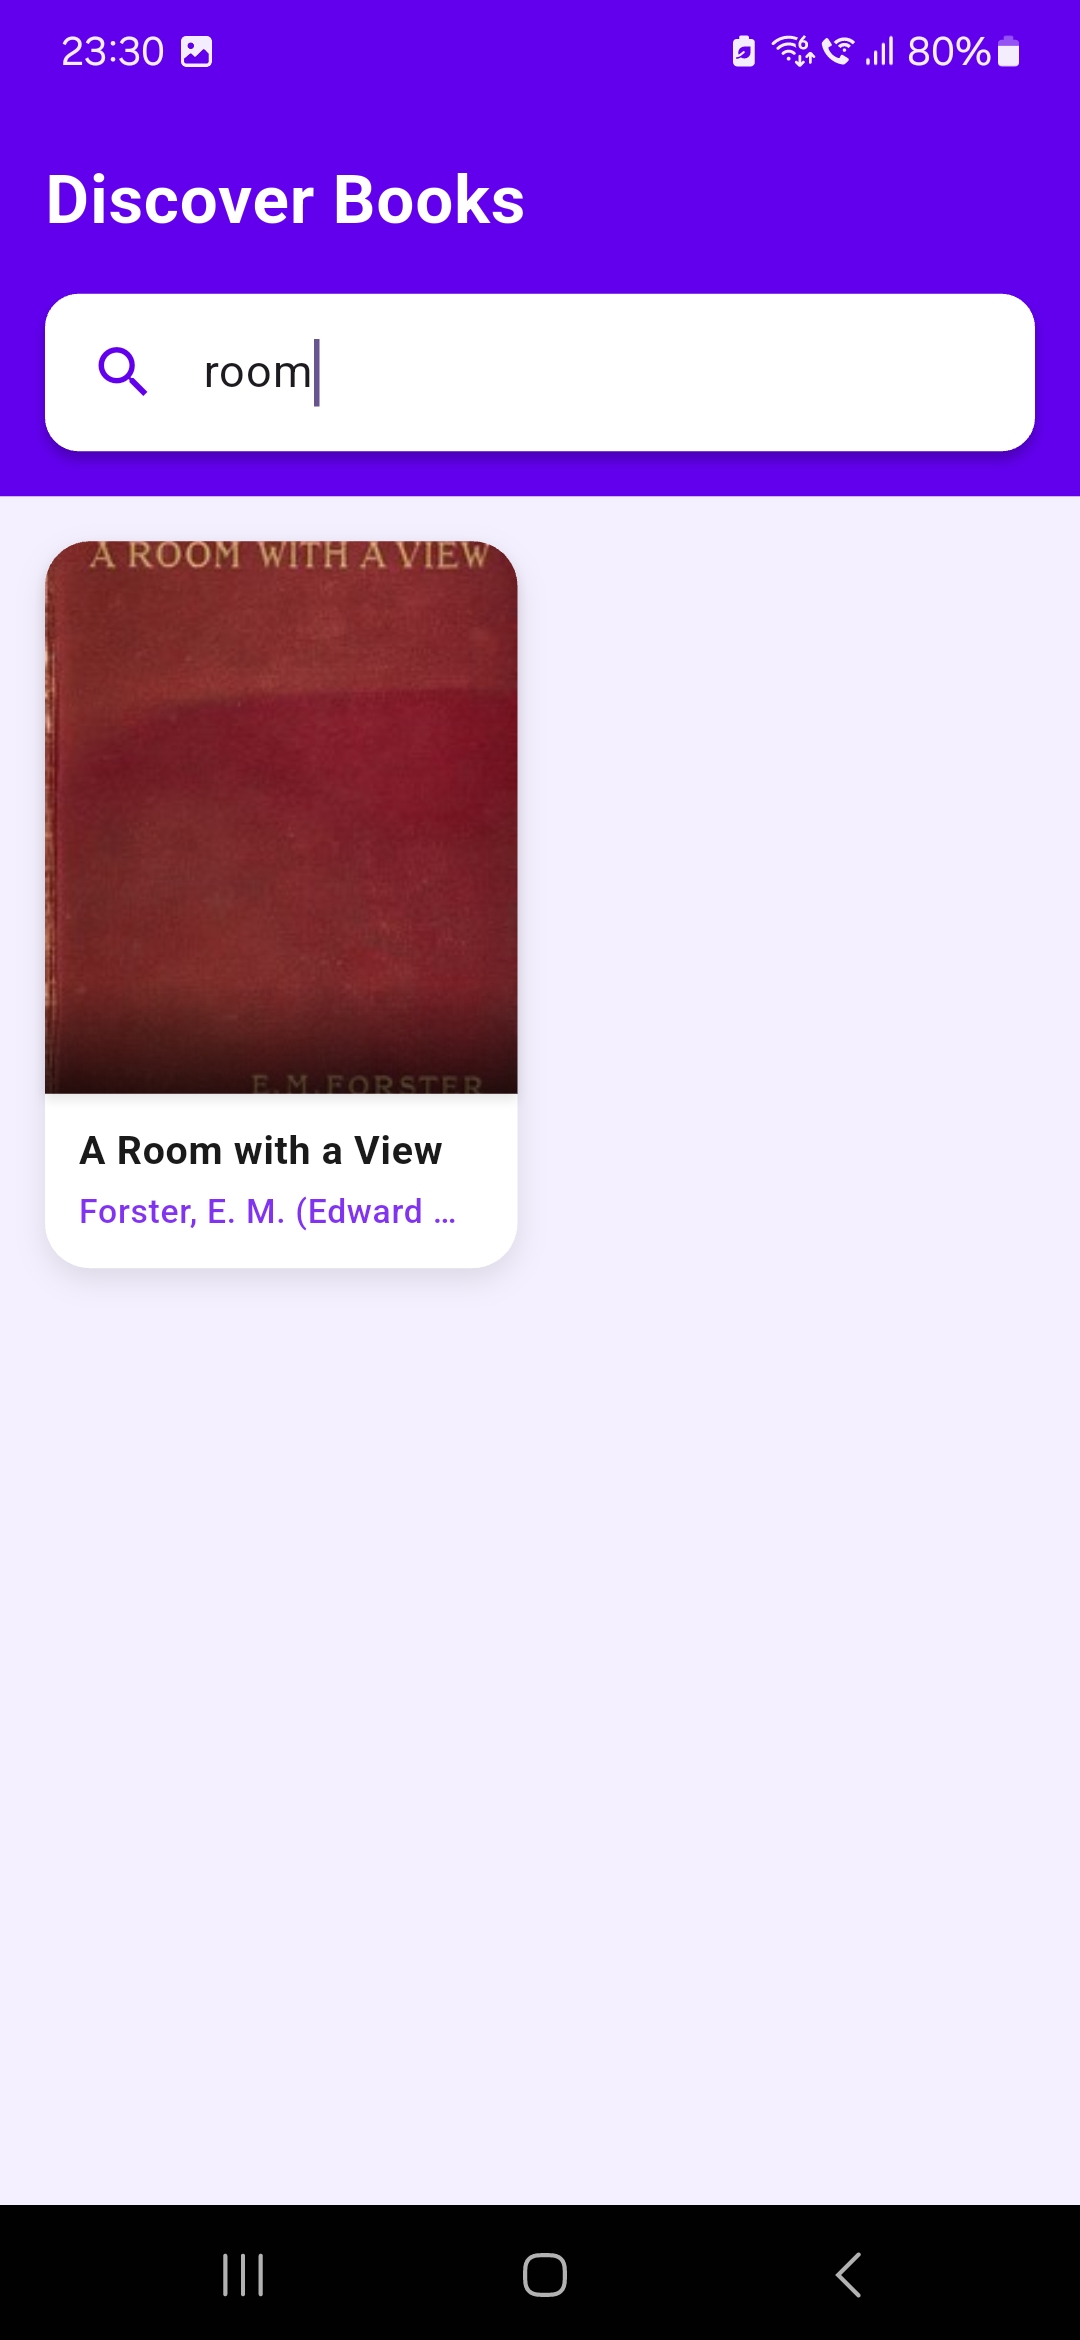 23:30
80%
Discover Books
room
A ROOM WITH A VIEW
E.M.FORSTER
A Room with a View
Forster, E. M. (Edward ...